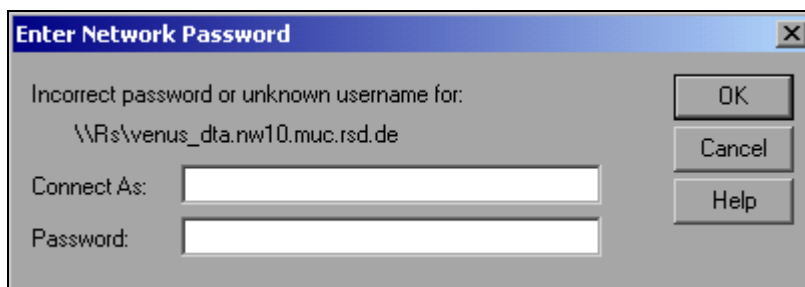 Enter Network Password
Incorrect password or unknown username for:
\\Rs\venus_dta.nw10.muc.rsd.de
Connect As:
Password:
OK
Cancel
Help